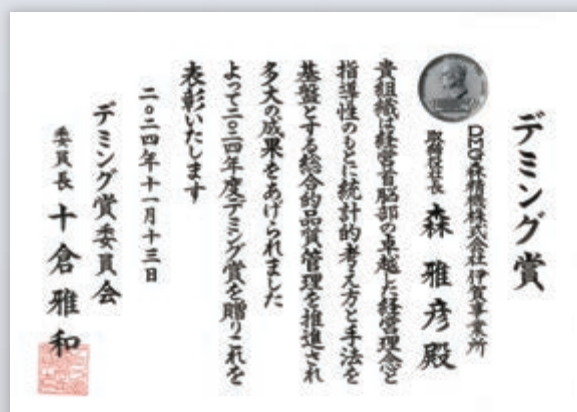 デミング賞
DMG森精機株式会社 伊賀事業所
取締役社長 森雅彦殿
貴組織は経営首脳部の卓越した経営理念と
指導性のもとに統計的考え方と手法を
基盤とする総合的品質管理を推進され
多大の成果をあげられました
よって二〇二四年度デミング賞を贈りこれを
表彰いたします
二〇二四年十一月十三日
デミング賞委員会
委員長 十倉雅和